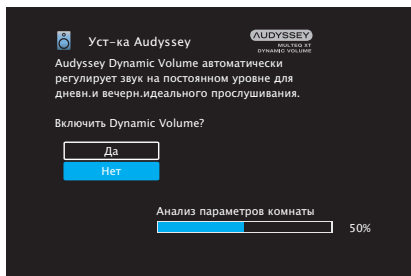 Уст-ка Audyssey
AUDYSSEY
MULTEQ XT
DYNAMIC VOLUME
Audyssey Dynamic Volume автоматически
регулирует звук на постоянном уровне для
дневн.и вечерн.идеального прослушивания.
Включить Dynamic Volume?
Да
Нет
Анализ параметров комнаты
50%